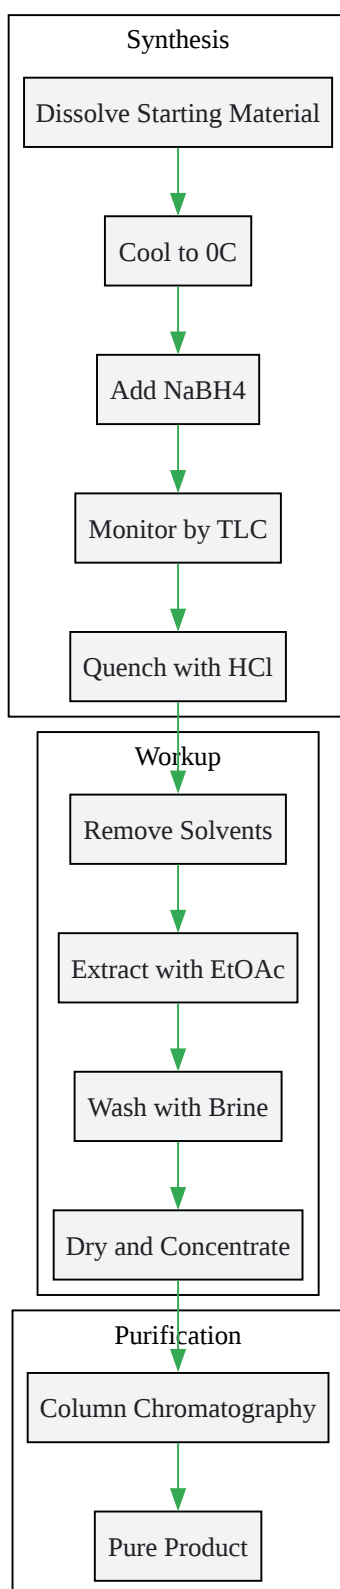 Synthesis
Dissolve Starting Material
Cool to 0C
Add NaBH4
Monitor by TLC
Quench with HCl
Workup
Remove Solvents
Extract with EtOAc
Wash with Brine
Dry and Concentrate
Purification
Column Chromatography
Pure Product